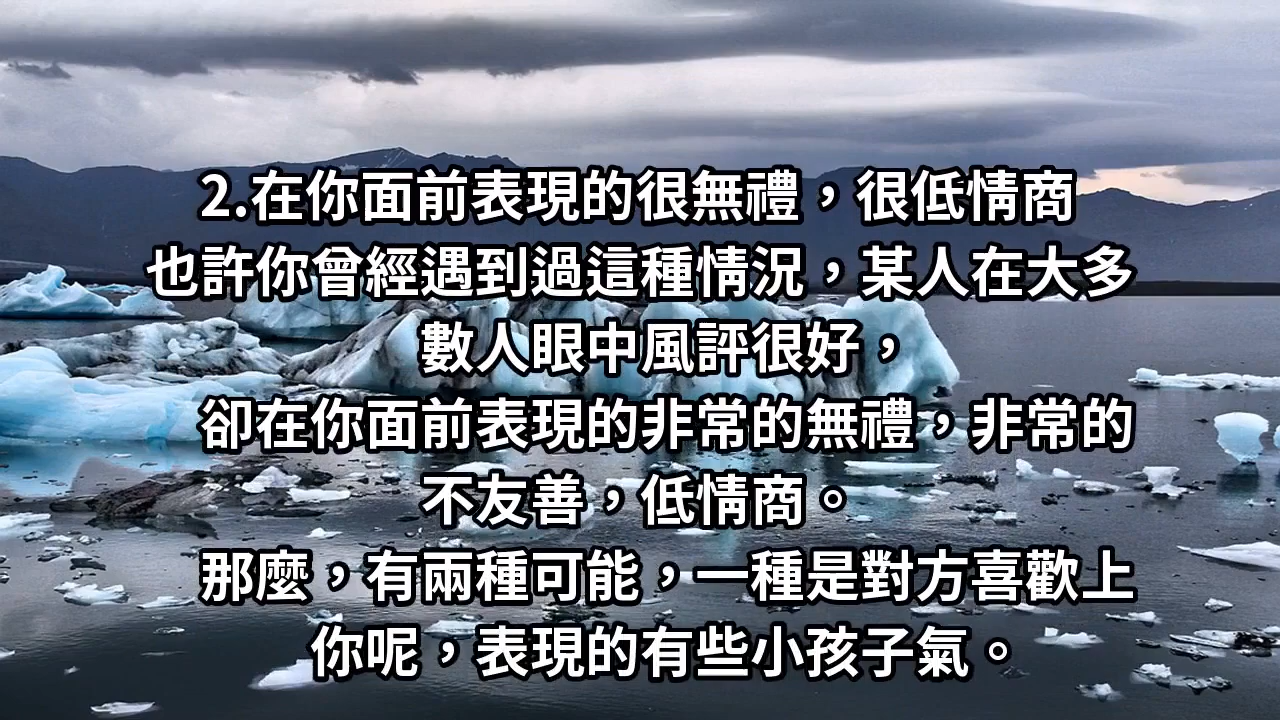 2.在你面前表現的很無禮，很低情商
也許你曾經遇到過這種情況，某人在大多
數人眼中風評很好，
卻在你面前表現的非常的無禮，非常的
不友善，低情商。
那麼，有兩種可能，一種是對方喜歡上
你呢，表現的有些小孩子氣。